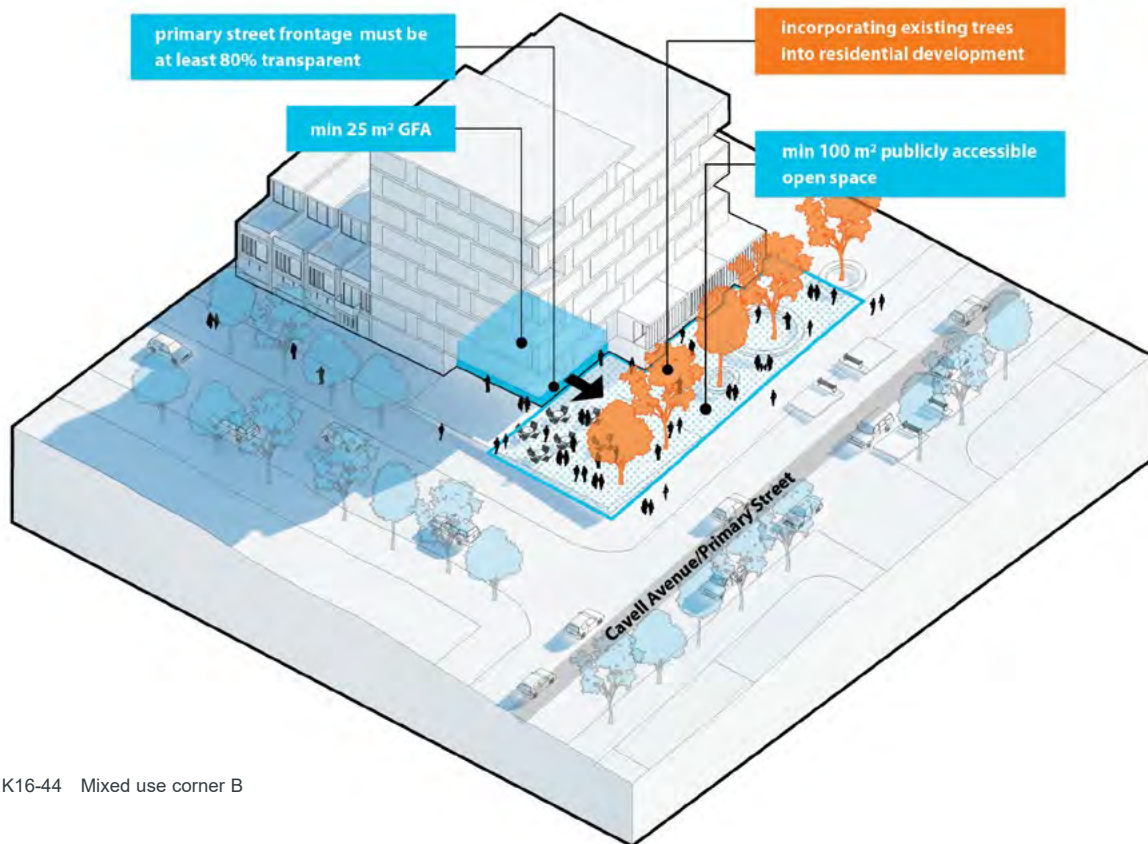 primary street frontage must be
at least 80% transparent
incorporating existing trees
into residential development
min 25 m² GFA
min 100 m² publicly accessible
open space
Cavell Avenue/Primary Street
K16-44 Mixed use corner B